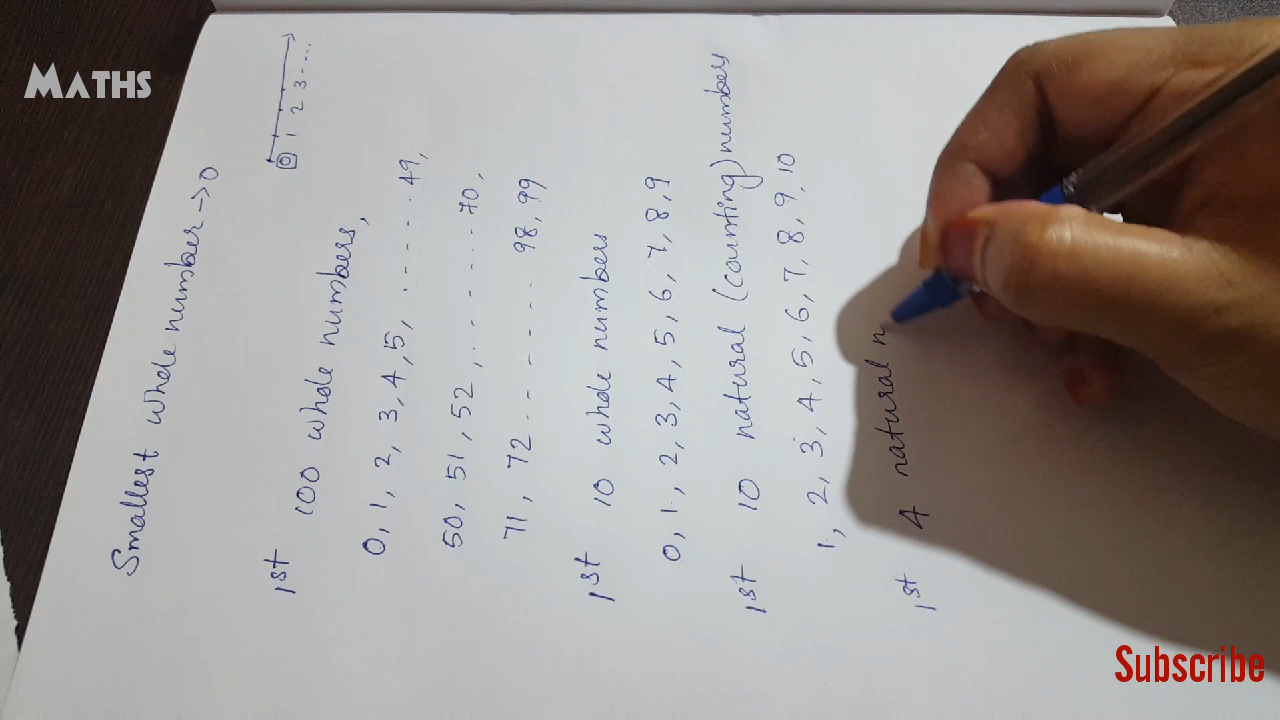 MATHS
Smallest whole number → 0
0 1 2 3....
1st 100 whole numbers,
0, 1, 2, 3, 4, 5, ........ 49,
50, 51, 52, ........ 70,
71, 72 ........ 98, 99
1st 10 whole numbers
0, 1, 2, 3, 4, 5, 6, 7, 8, 9
1st 10 natural (counting) numbers
1, 2, 3, 4, 5, 6, 7, 8, 9, 10
1st 4 natural n
Subscribe